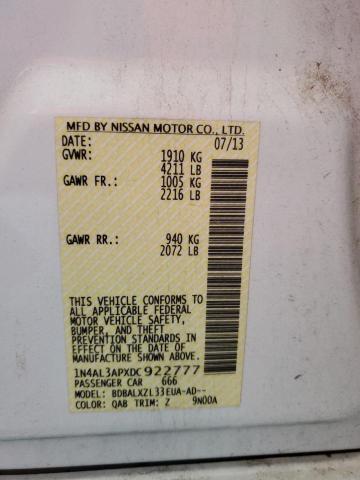 MFD BY NISSAN MOTOR CO., LTD.
DATE: 07/13
GVWR: 1910 KG
4211 LB
GAWR FR.: 1005 KG
2216 LB
GAWR RR.: 940 KG
2072 LB
THIS VEHICLE CONFORMS TO
ALL APPLICABLE FEDERAL
MOTOR VEHICLE SAFETY,
BUMPER, AND THEFT
PREVENTION STANDARDS IN
EFFECT ON THE DATE OF
MANUFACTURE SHOWN ABOVE.
1N4AL3APXDC922777
PASSENGER CAR 666
MODEL: BDBALXZL33EUA-AD--
COLOR: QAB TRIM: Z 9N00A